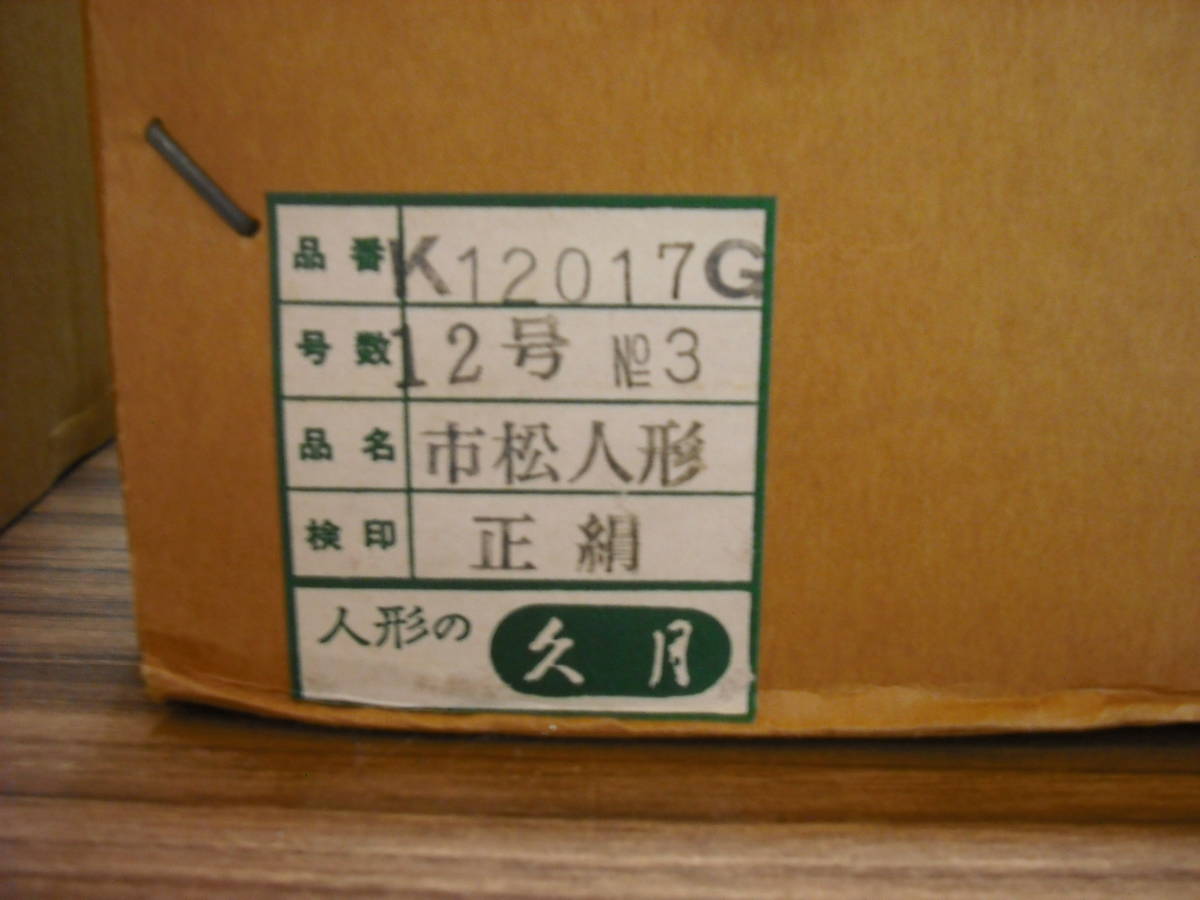 品番 K12017G
号数 12号 №3
品名 市松人形
検印 正絹
人形の 久月